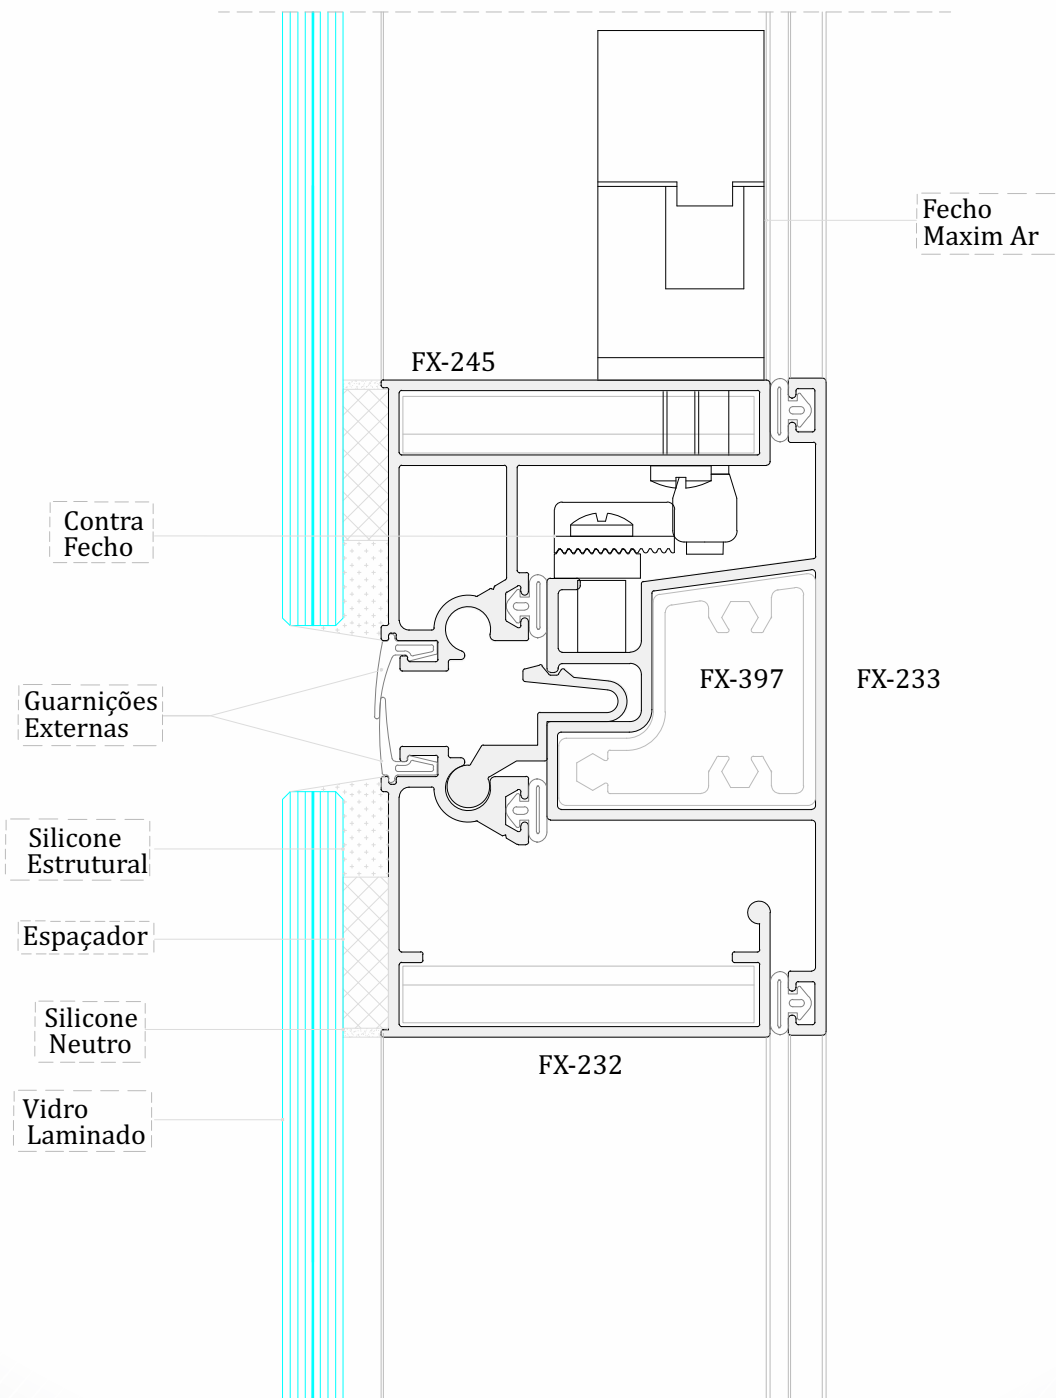 Fecho
Maxim Ar
FX-245
Contra
Fecho
Guarnições
Externas
FX-397
FX-233
Silicone
Estrutural
Espaçador
Silicone
Neutro
FX-232
Vidro
Laminado